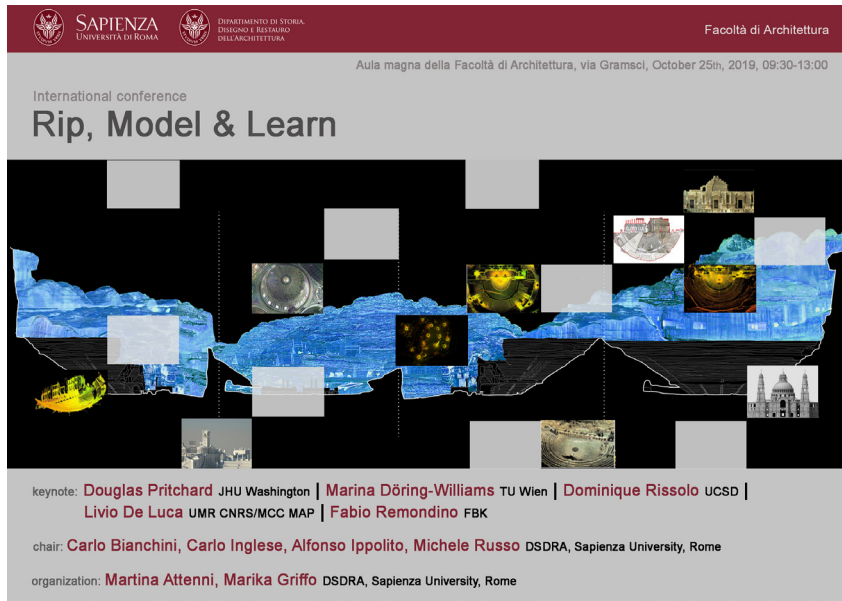 SAPIENZA
UNIVERSITÀ DI ROMA
DIPARTIMENTO DI STORIA,
DISEGNO E RESTAURO
DELL'ARCHITETTURA
Facoltà di Architettura
Aula magna della Facoltà di Architettura, via Gramsci, October 25th, 2019, 09:30-13:00
International conference
Rip, Model & Learn
keynote: Douglas Pritchard JHU Washington | Marina Döring-Williams TU Wien | Dominique Rissolo UCSD |
Livio De Luca UMR CNRS/MCC MAP | Fabio Remondino FBK
chair: Carlo Bianchini, Carlo Inglese, Alfonso Ippolito, Michele Russo DSDRA, Sapienza University, Rome
organization: Martina Attenni, Marika Griffo DSDRA, Sapienza University, Rome